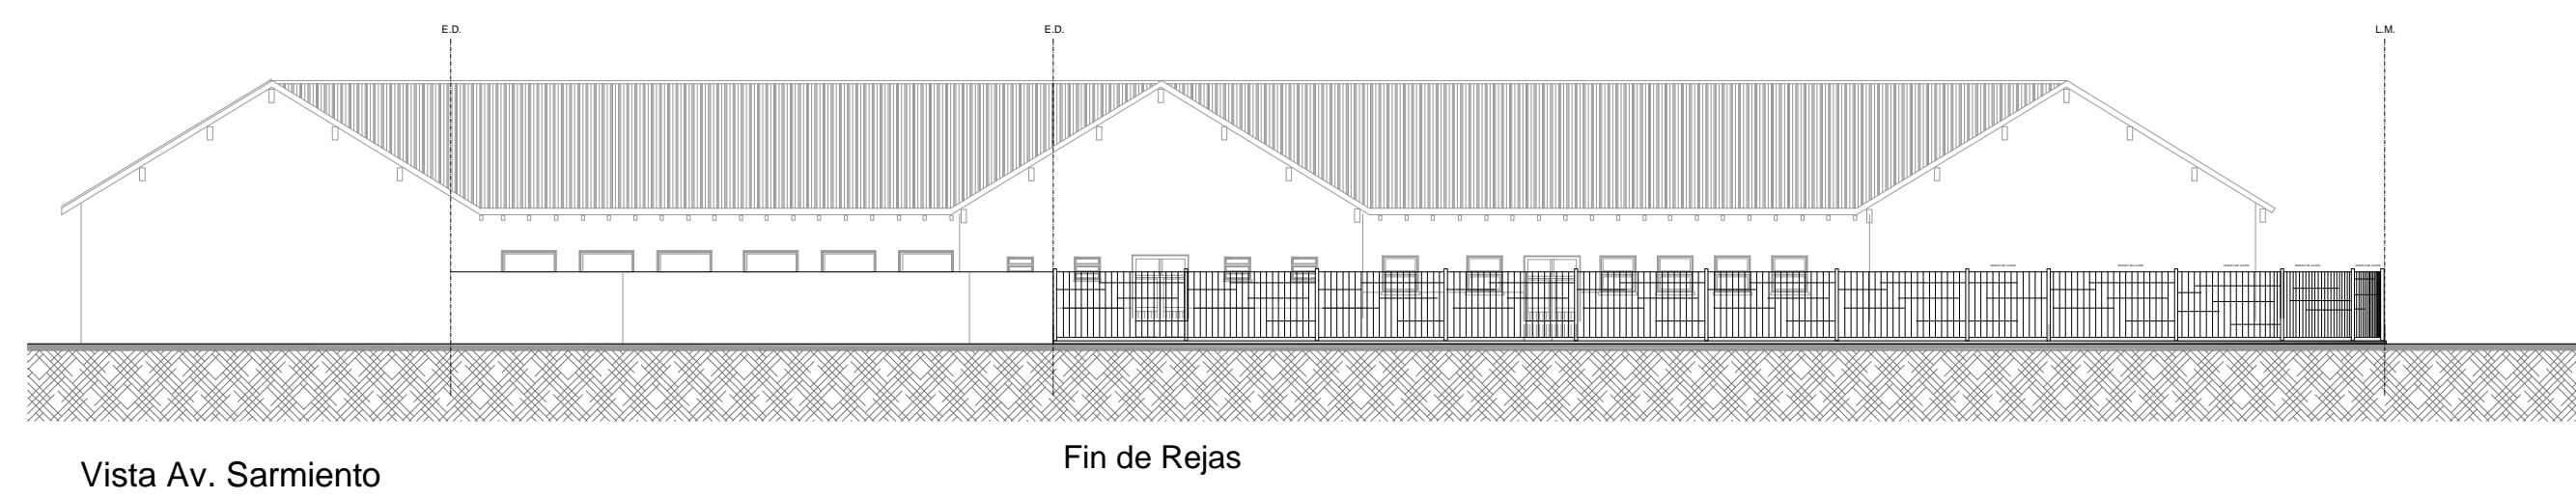 E.D.
E.D.
L.M.
Fin de Rejas
Vista Av. Sarmiento